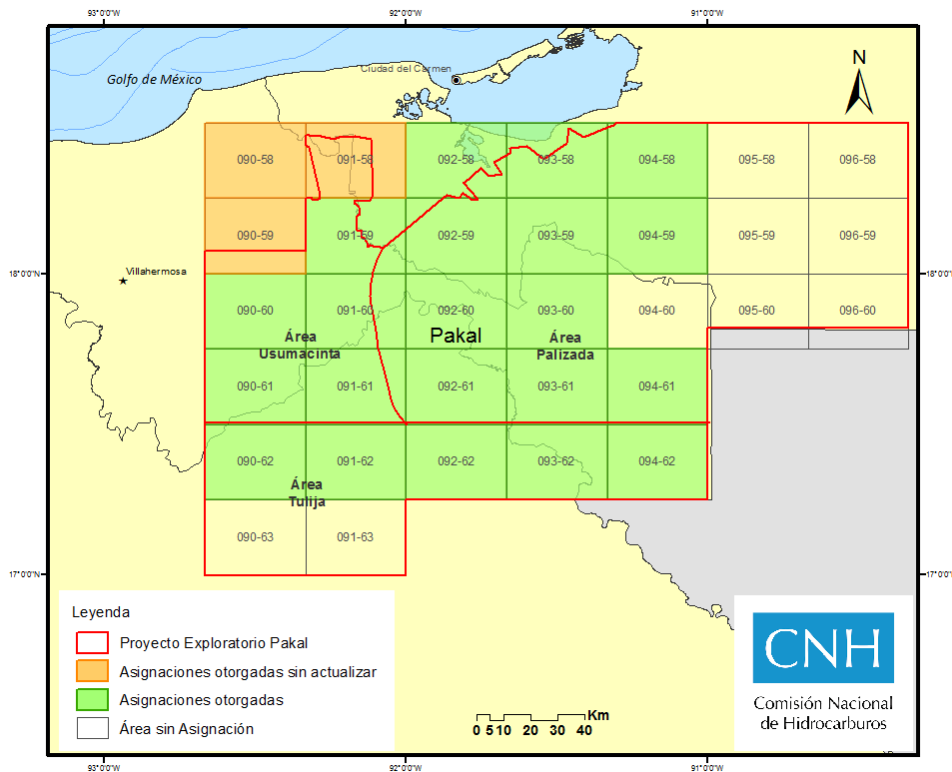 93°0'0"W 92°0'0"W 91°0'0"W
Golfo de México
Ciudad del Carmen
N
090-58 091-58 092-58 093-58 094-58 095-58 096-58
090-59 091-59 092-59 093-59 094-59 095-59 096-59
18°0'0"N 18°0'0"N
Villahermosa
090-60 091-60 092-60 093-60 094-60 095-60 096-60
Área
Usumacinta
Pakal
Área
Palizada
090-61 091-61 092-61 093-61 094-61
090-62 091-62 092-62 093-62 094-62
Área
Tulija
090-63 091-63
17°0'0"N 17°0'0"N
Leyenda
Proyecto Exploratorio Pakal
Asignaciones otorgadas sin actualizar
Asignaciones otorgadas
Área sin Asignación
Km
0 5 10 20 30 40
CNH
Comisión Nacional
de Hidrocarburos
93°0'0"W 92°0'0"W 91°0'0"W